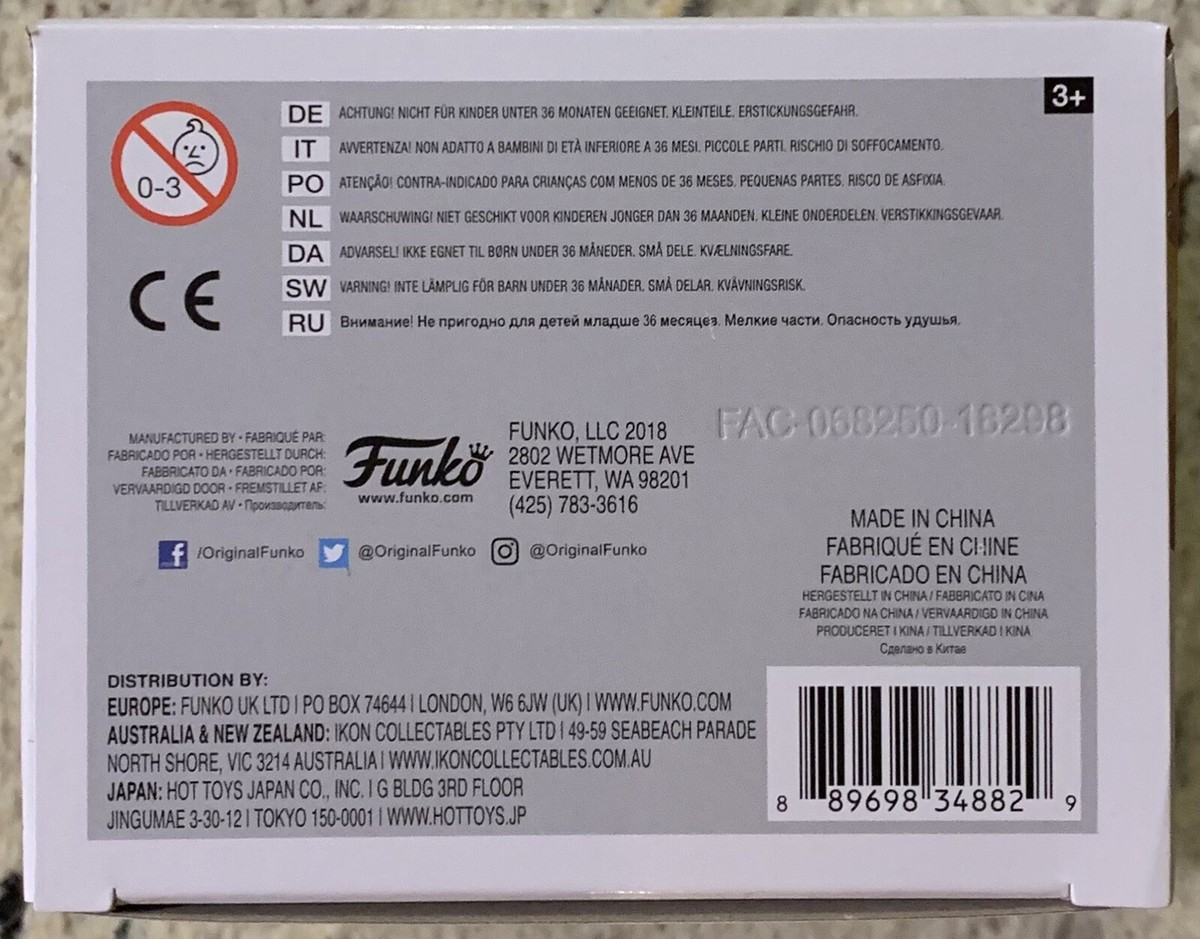 3+
0-3
DE ACHTUNG! NICHT FÜR KINDER UNTER 36 MONATEN GEEIGNET. KLEINTEILE. ERSTICKUNGSGEFAHR.
IT AVVERTENZA! NON ADATTO A BAMBINI DI ETÀ INFERIORE A 36 MESI. PICCOLE PARTI. RISCHIO DI SOFFOCAMENTO.
PO ATENÇÃO! CONTRA-INDICADO PARA CRIANÇAS COM MENOS DE 36 MESES. PEQUENAS PARTES. RISCO DE ASFIXIA.
NL WAARSCHUWING! NIET GESCHIKT VOOR KINDEREN JONGER DAN 36 MAANDEN. KLEINE ONDERDELEN. VERSTIKKINGSGEVAAR.
DA ADVARSEL! IKKE EGNET TIL BØRN UNDER 36 MÅNEDER. SMÅ DELE. KVÆLNINGSFARE.
SW VARNING! INTE LÄMPLIG FÖR BARN UNDER 36 MÅNADER. SMÅ DELAR. KVÄVNINGSRISK.
RU Внимание! Не пригодно для детей младше 36 месяцев. Мелкие части. Опасность удушья.
CE
MANUFACTURED BY • FABRIQUÉ PAR:
FABRICADO POR • HERGESTELLT DURCH:
FABBRICATO DA • FABRICADO POR:
VERVAARDIGD DOOR • FREMSTILLET AF:
TILLVERKAD AV • Производитель:
Funko
www.funko.com
FUNKO, LLC 2018
2802 WETMORE AVE
EVERETT, WA 98201
(425) 783-3616
FAC-068250-18298
/OriginalFunko @OriginalFunko @OriginalFunko
MADE IN CHINA
FABRIQUÉ EN CHINE
FABRICADO EN CHINA
HERGESTELLT IN CHINA / FABBRICATO IN CINA
FABRICADO NA CHINA / VERVAARDIGD IN CHINA
PRODUCERET I KINA / TILLVERKAD I KINA
Сделано в Китае
DISTRIBUTION BY:
EUROPE: FUNKO UK LTD | PO BOX 74644 | LONDON, W6 6JW (UK) | WWW.FUNKO.COM
AUSTRALIA & NEW ZEALAND: IKON COLLECTABLES PTY LTD | 49-59 SEABEACH PARADE
NORTH SHORE, VIC 3214 AUSTRALIA | WWW.IKONCOLLECTABLES.COM.AU
JAPAN: HOT TOYS JAPAN CO., INC. | G BLDG 3RD FLOOR
JINGUMAE 3-30-12 | TOKYO 150-0001 | WWW.HOTTOYS.JP
8 89698 34882 9